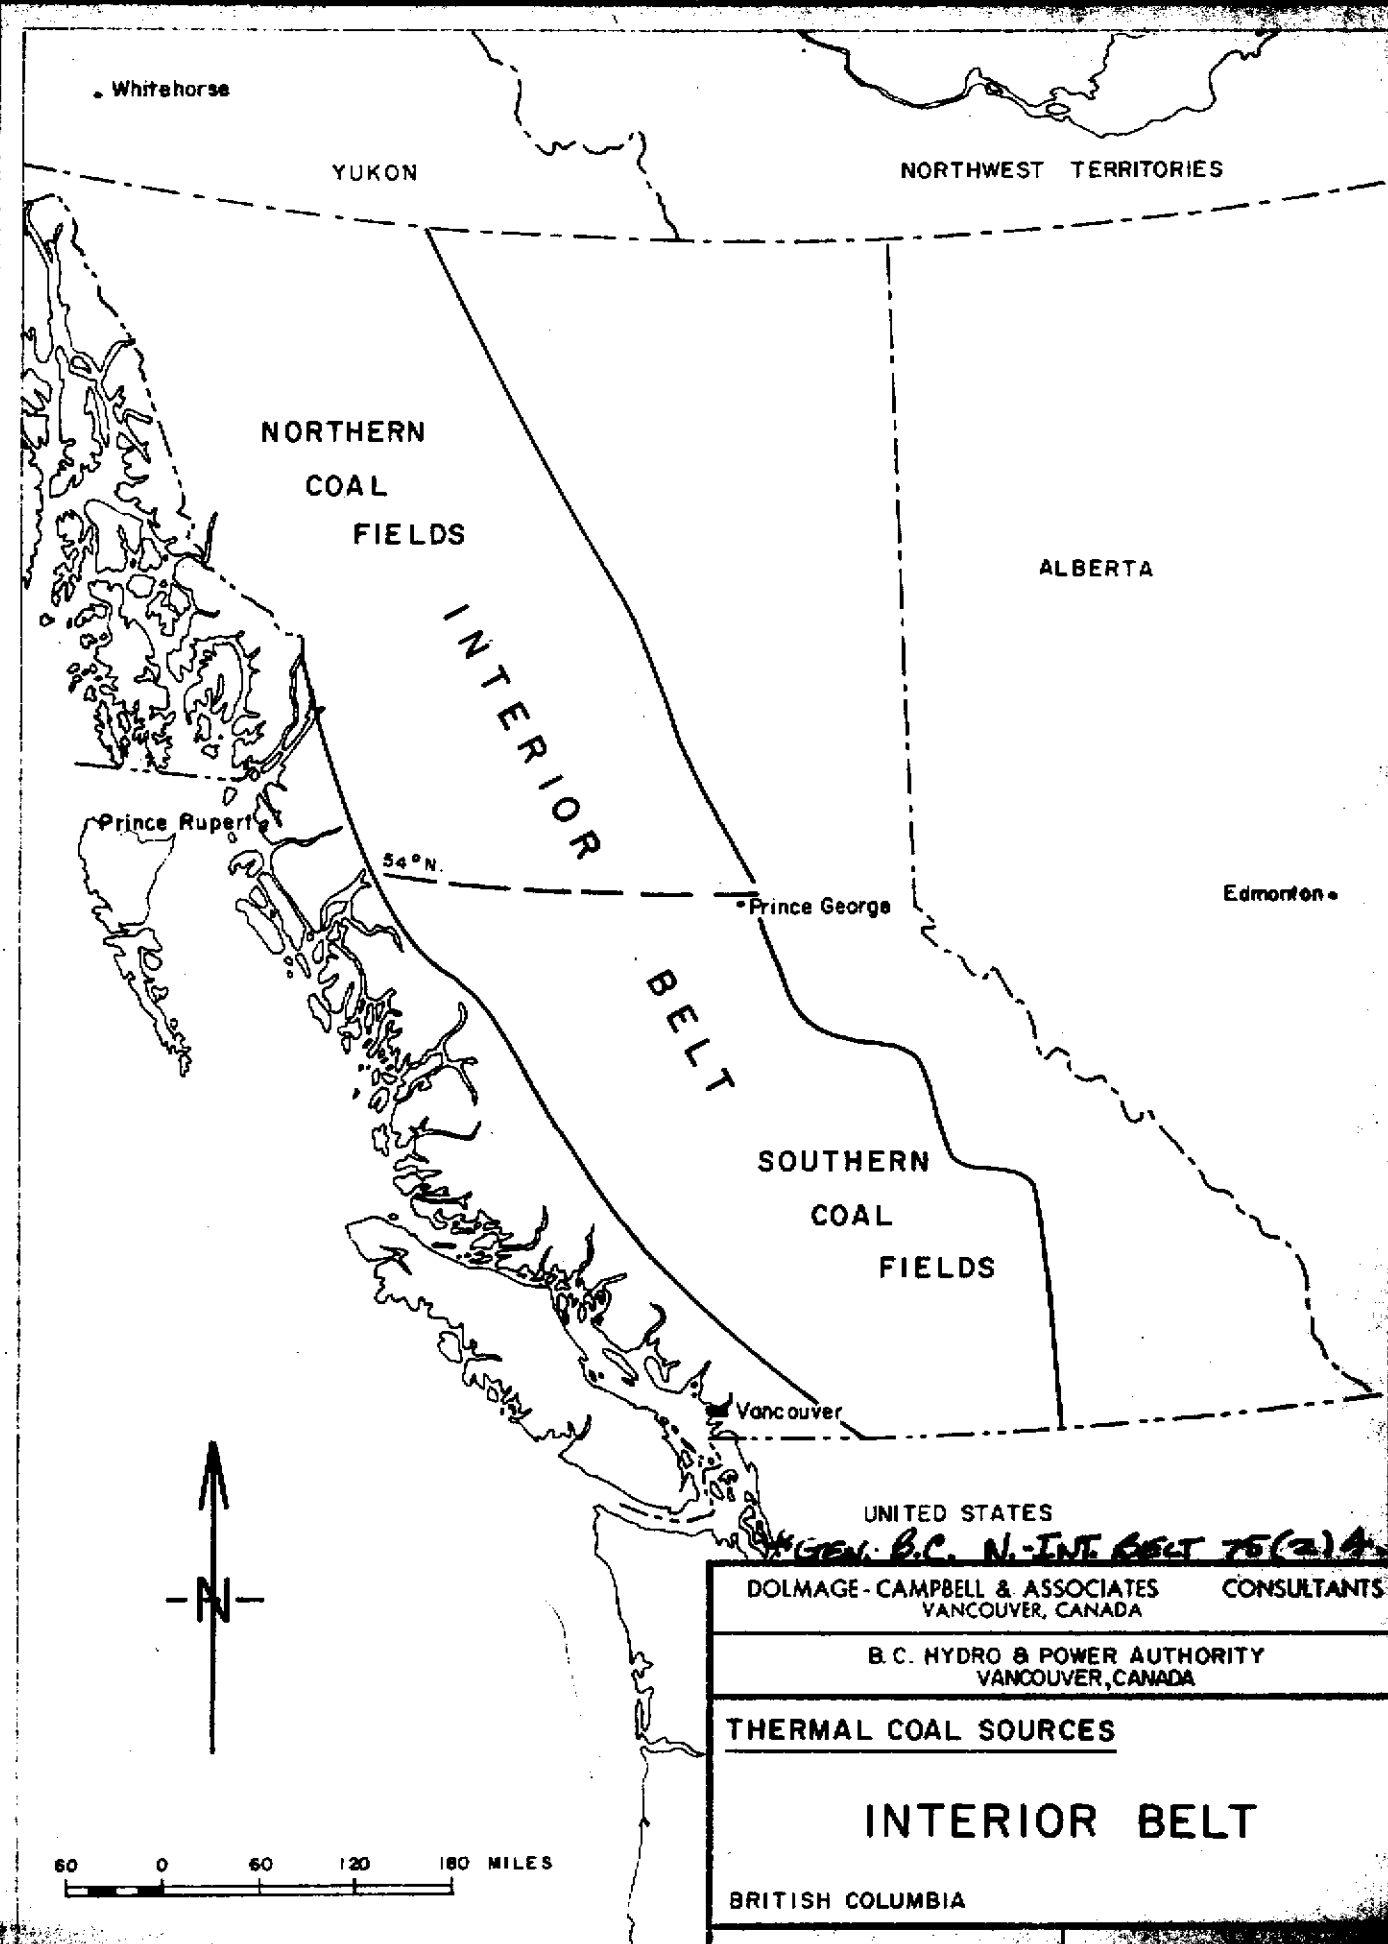 Whitehorse
YUKON
NORTHWEST TERRITORIES
NORTHERN
COAL
FIELDS
ALBERTA
INTERIOR
BELT
Prince Rupert
54°N.
Prince George
Edmonton
SOUTHERN
COAL
FIELDS
Vancouver
UNITED STATES
GEN. B.C. N.-INT. BELT 75(2)A
DOLMAGE-CAMPBELL & ASSOCIATES CONSULTANTS
VANCOUVER, CANADA
B.C. HYDRO & POWER AUTHORITY
VANCOUVER, CANADA
THERMAL COAL SOURCES
INTERIOR BELT
BRITISH COLUMBIA
N
60 0 60 120 180 MILES